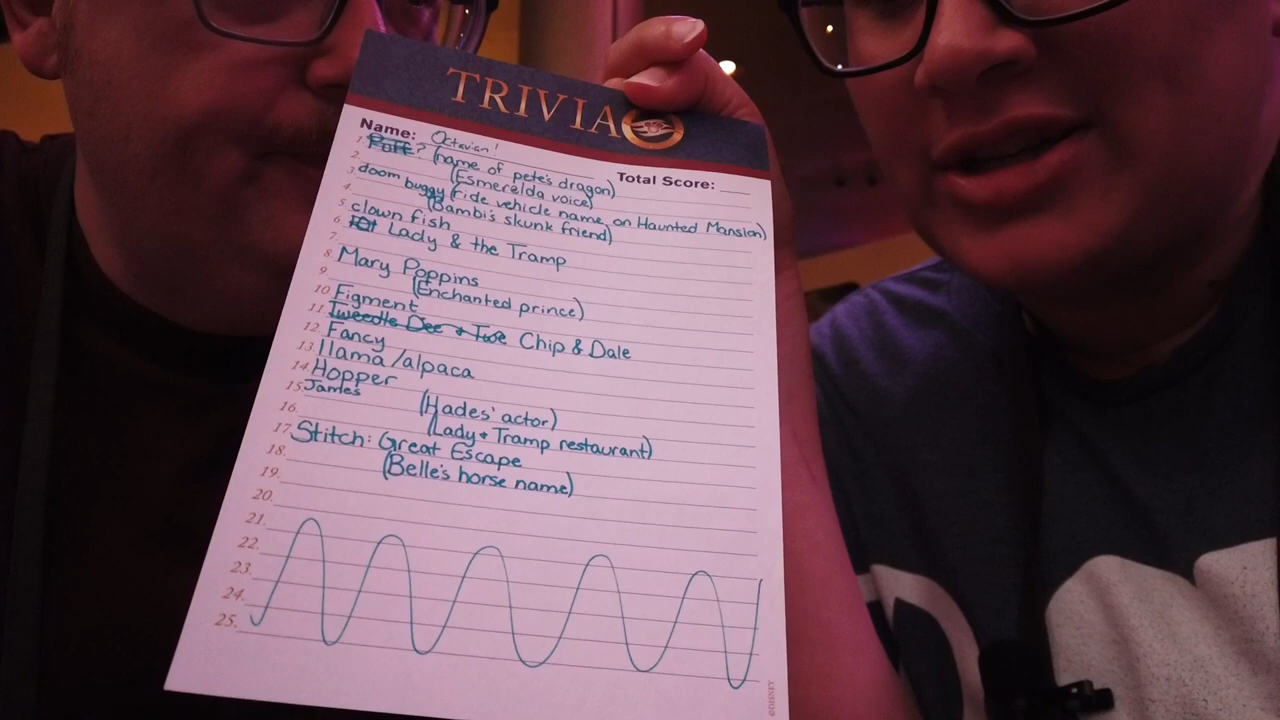 TRIVIA
Name: Octavian!
Total Score:
1. Puff? (name of pete's dragon)
2. (Esmerelda voice)
3. doom buggy (ride vehicle name on Haunted Mansion)
4. (Bambi's skunk friend)
5. clown fish
6. Lady & the Tramp
7.
8. Mary Poppins
9. (Enchanted prince)
10. Figment
11. Tweedle Dee & Chip & Dale
12. Fancy
13. llama/alpaca
14. Hopper
15. James (Hades' actor)
16. (Lady & Tramp restaurant)
17. Stitch: Great Escape
18. (Belle's horse name)
19.
20.
21.
22.
23.
24.
25.
©DISNEY